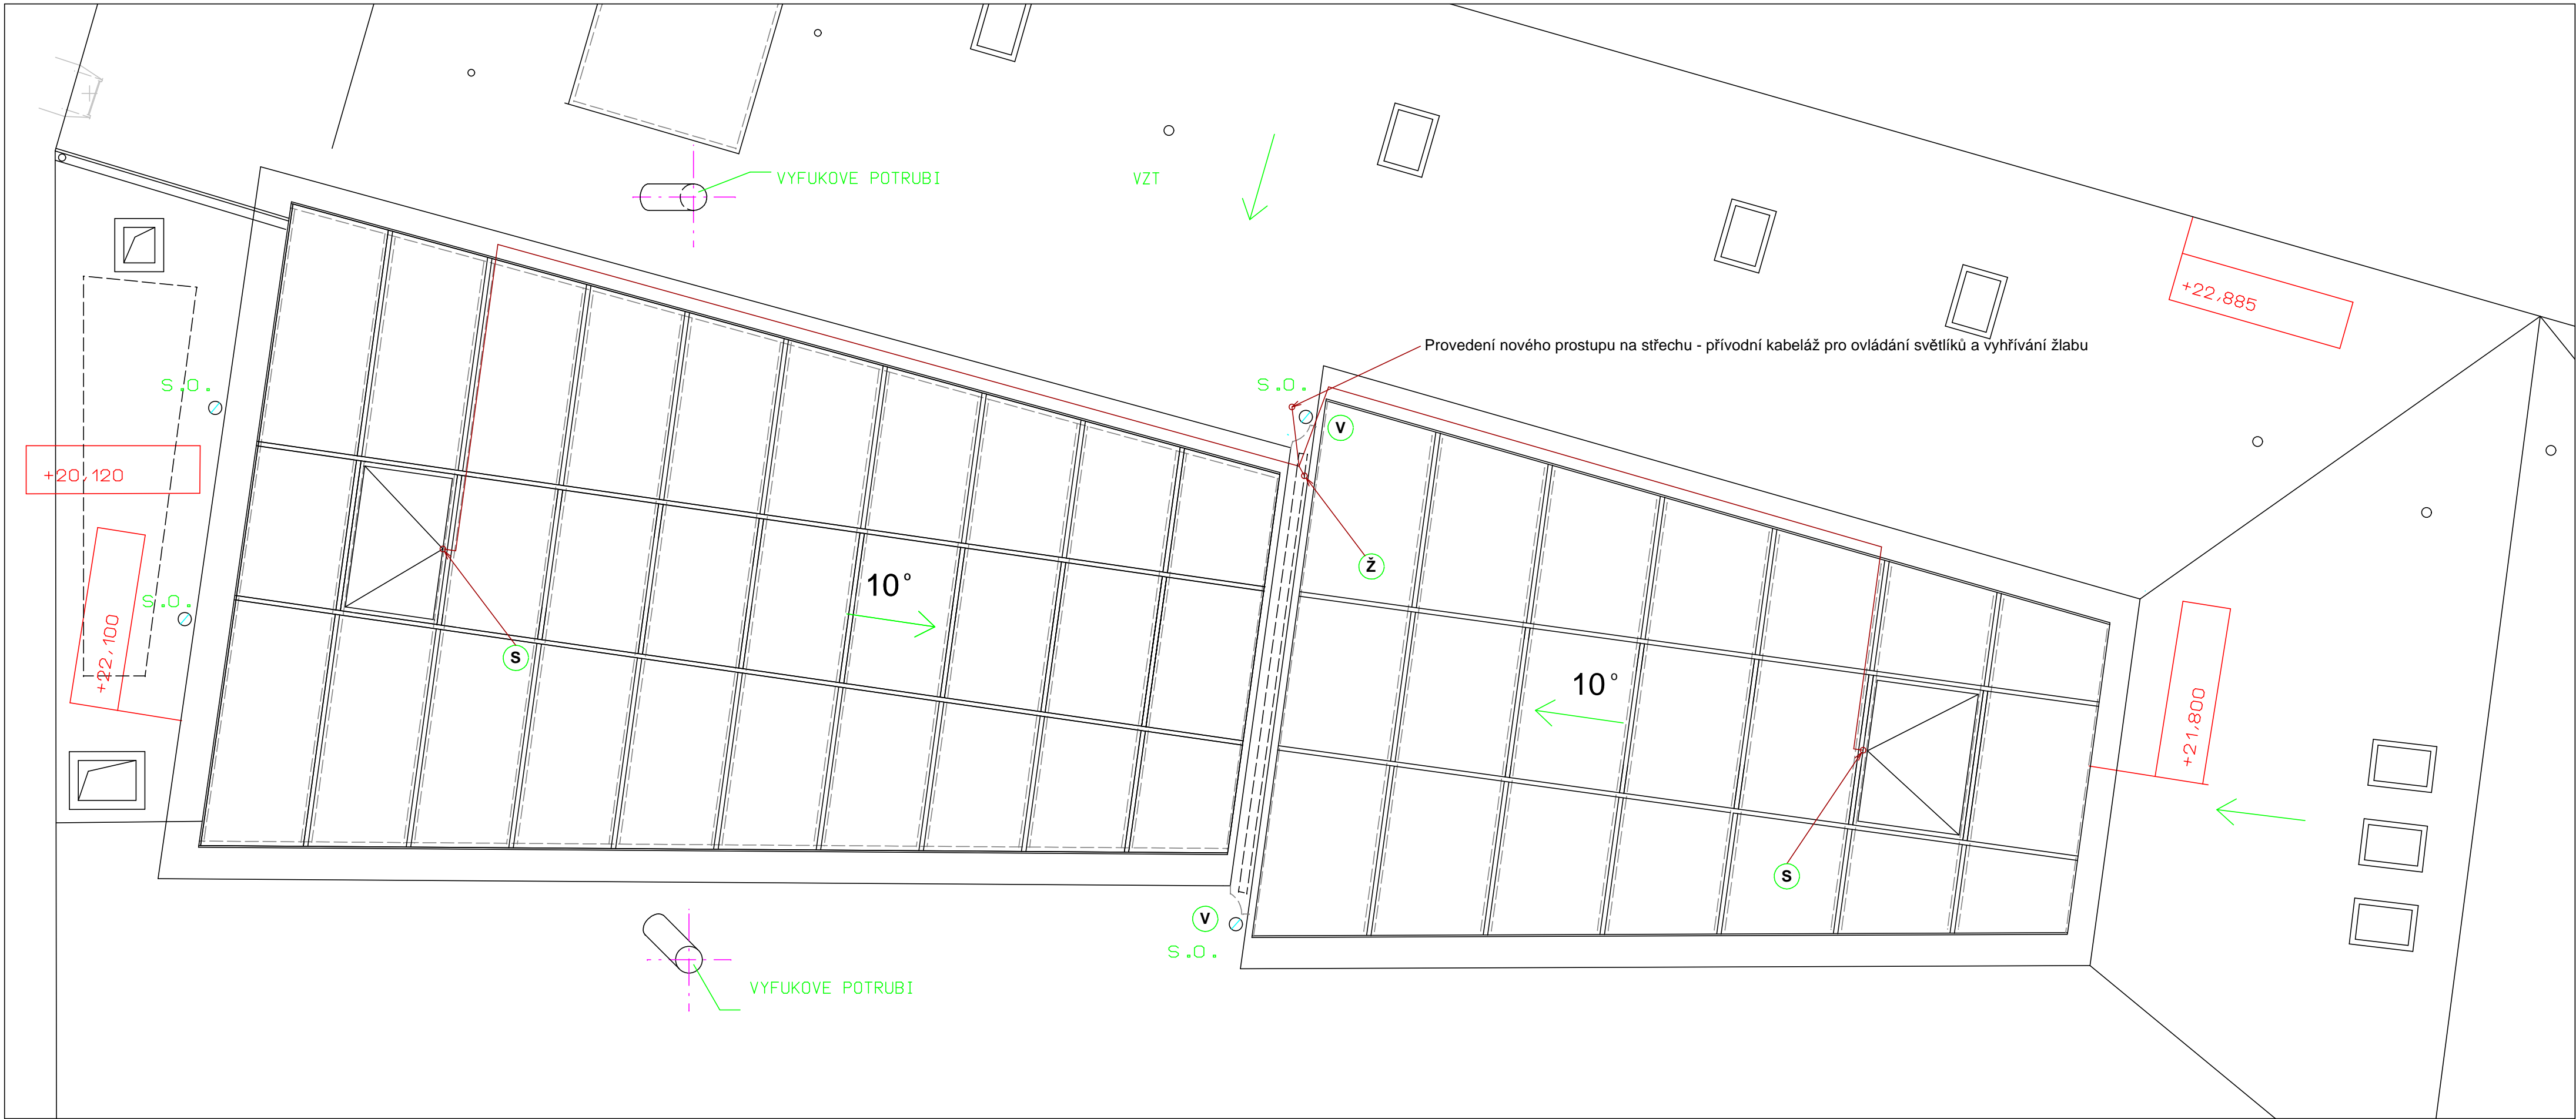 VYFUKOVE POTRUBI
VZT
+22,885
Provedení nového prostupu na střechu - přívodní kabeláž pro ovládání světlíků a vyhřívání žlabu
S.O.
S.O.
V
+20,120
Ž
10°
S.O.
+22,100
S
10°
+21,800
S
V
S.O.
VYFUKOVE POTRUBI